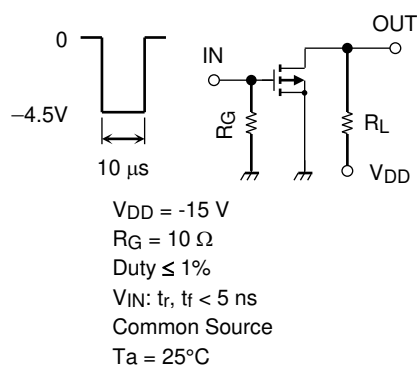 0
−4.5V
10 μs
IN
OUT
RG
RL
VDD
VDD = -15 V
RG = 10 Ω
Duty ≤ 1%
VIN: tr, tf < 5 ns
Common Source
Ta = 25°C